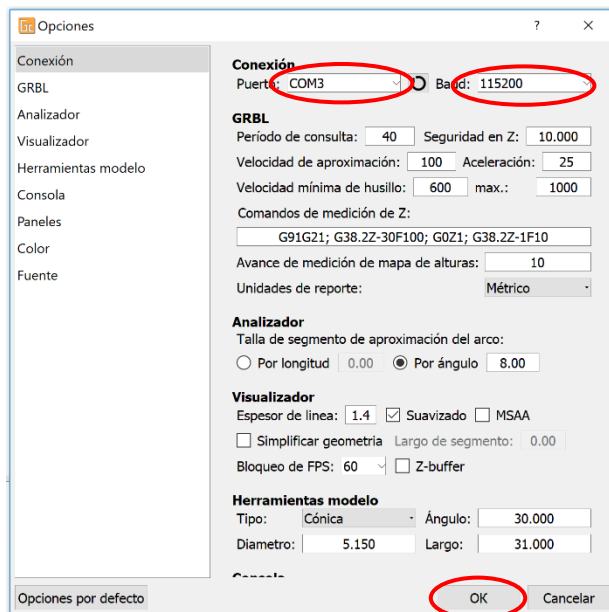 Gc Opciones ? ×
Conexión
GRBL
Analizador
Visualizador
Herramientas modelo
Consola
Paneles
Color
Fuente
Conexión
Puerto: COM3 Baud: 115200
GRBL
Período de consulta: 40 Seguridad en Z: 10.000
Velocidad de aproximación: 100 Aceleración: 25
Velocidad mínima de husillo: 600 max.: 1000
Comandos de medición de Z:
G91G21; G38.2Z-30F100; G0Z1; G38.2Z-1F10
Avance de medición de mapa de alturas: 10
Unidades de reporte: Métrico
Analizador
Talla de segmento de aproximación del arco:
Por longitud 0.00 Por ángulo 8.00
Visualizador
Espesor de linea: 1.4 Suavizado MSAA
Simplificar geometria Largo de segmento: 0.00
Bloqueo de FPS: 60 Z-buffer
Herramientas modelo
Tipo: Cónica Ángulo: 30.000
Diametro: 5.150 Largo: 31.000
Consola
Opciones por defecto OK Cancelar